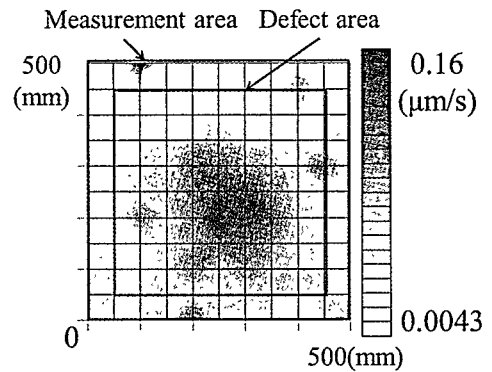 Measurement area Defect area
500
(mm)
0.16
(μm/s)
0.0043
0
500(mm)